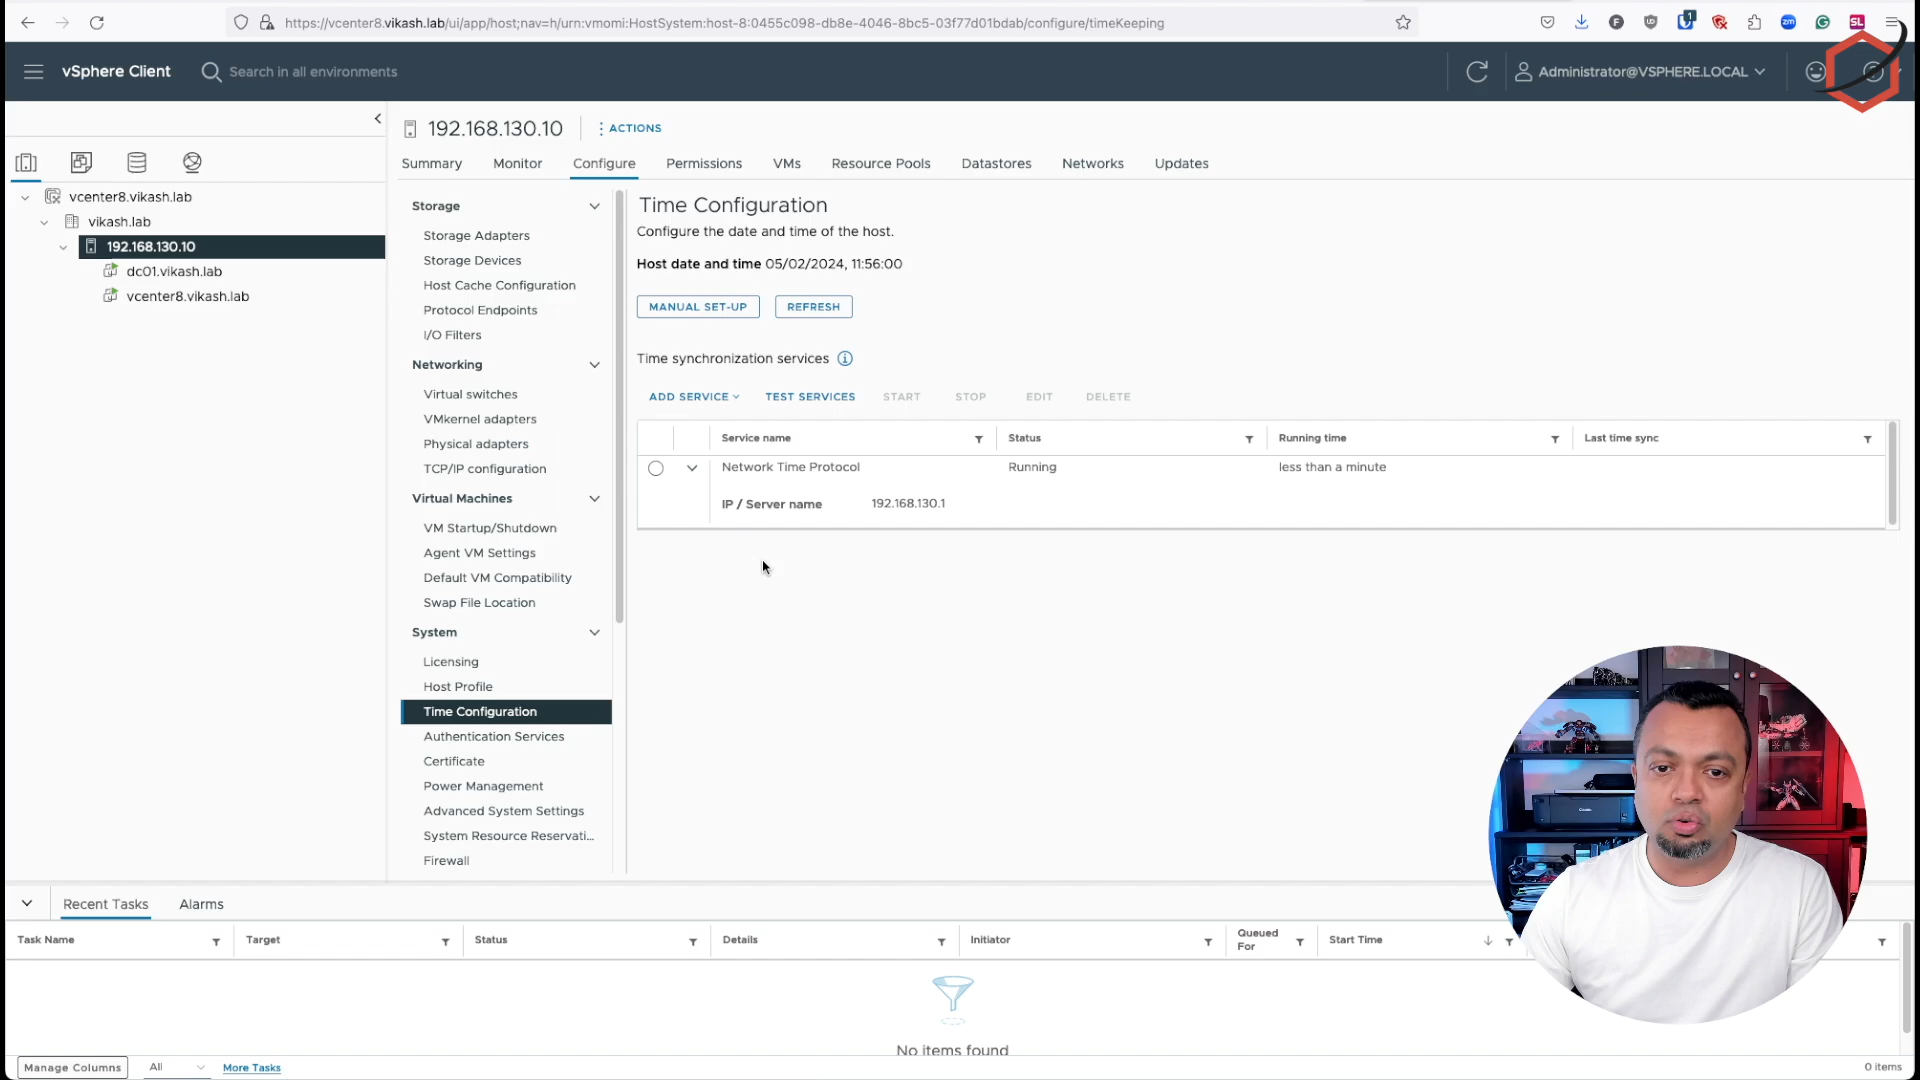 https://vcenter8.vikash.lab/ui/app/host;nav=h/urn:vmomi:HostSystem:host-8:0455c098-db8e-4046-8bc5-03f77d01bdab/configure/timeKeeping
vSphere Client
Search in all environments
Administrator@VSPHERE.LOCAL
192.168.130.10
ACTIONS
Summary Monitor Configure Permissions VMs Resource Pools Datastores Networks Updates
vcenter8.vikash.lab
vikash.lab
192.168.130.10
dc01.vikash.lab
vcenter8.vikash.lab
Storage
Storage Adapters
Storage Devices
Host Cache Configuration
Protocol Endpoints
I/O Filters
Networking
Virtual switches
VMkernel adapters
Physical adapters
TCP/IP configuration
Virtual Machines
VM Startup/Shutdown
Agent VM Settings
Default VM Compatibility
Swap File Location
System
Licensing
Host Profile
Time Configuration
Authentication Services
Certificate
Power Management
Advanced System Settings
System Resource Reservati...
Firewall
Time Configuration
Configure the date and time of the host.
Host date and time 05/02/2024, 11:56:00
MANUAL SET-UP REFRESH
Time synchronization services
ADD SERVICE TEST SERVICES START STOP EDIT DELETE
Service name Status Running time Last time sync
Network Time Protocol Running less than a minute
IP / Server name 192.168.130.1
Recent Tasks Alarms
Task Name Target Status Details Initiator Queued For Start Time
No items found
Manage Columns All More Tasks 0 items